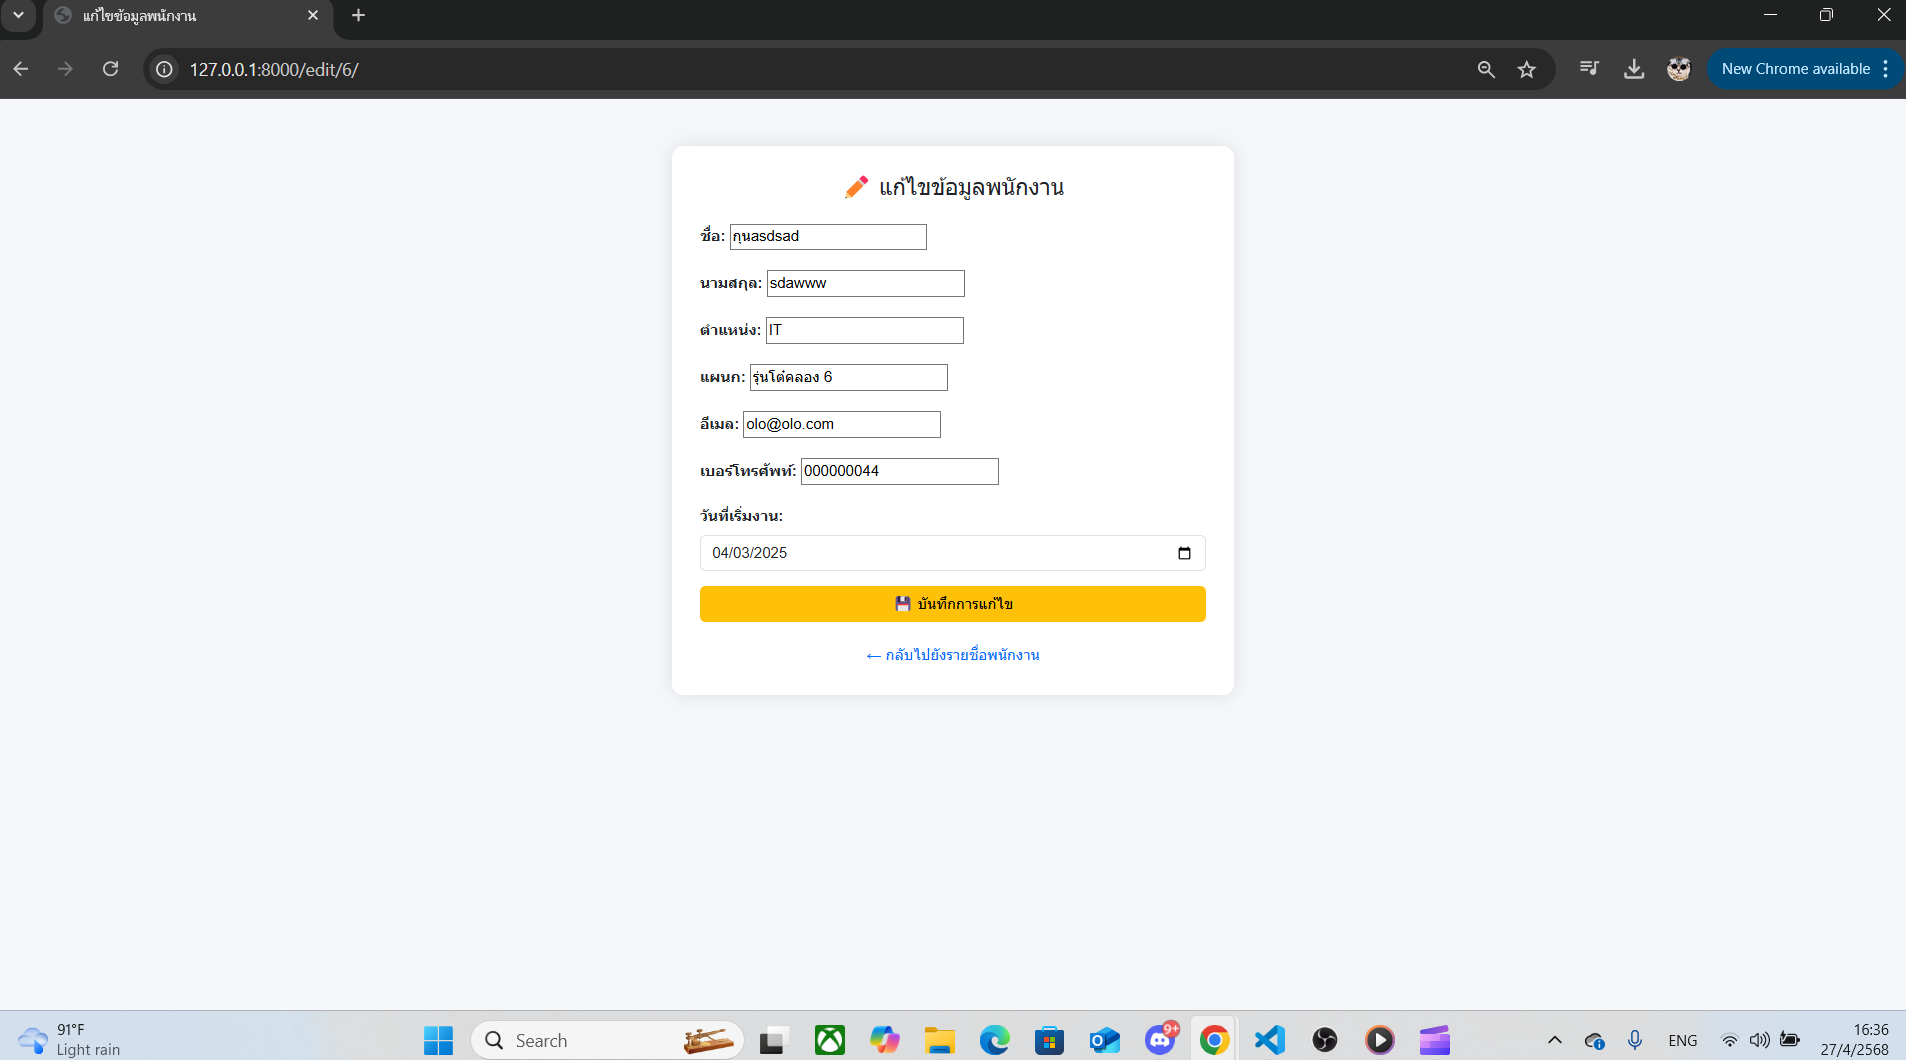 แก้ไขข้อมูลพนักงาน
127.0.0.1:8000/edit/6/
New Chrome available
แก้ไขข้อมูลพนักงาน
ชื่อ: กุนasdsad
นามสกุล: sdawww
ตำแหน่ง: IT
แผนก: รุ่นโต๋คลอง 6
อีเมล: olo@olo.com
เบอร์โทรศัพท์: 000000044
วันที่เริ่มงาน:
04/03/2025
บันทึกการแก้ไข
← กลับไปยังรายชื่อพนักงาน
91°F
Light rain
Search
9+
ENG
16:36
27/4/2568